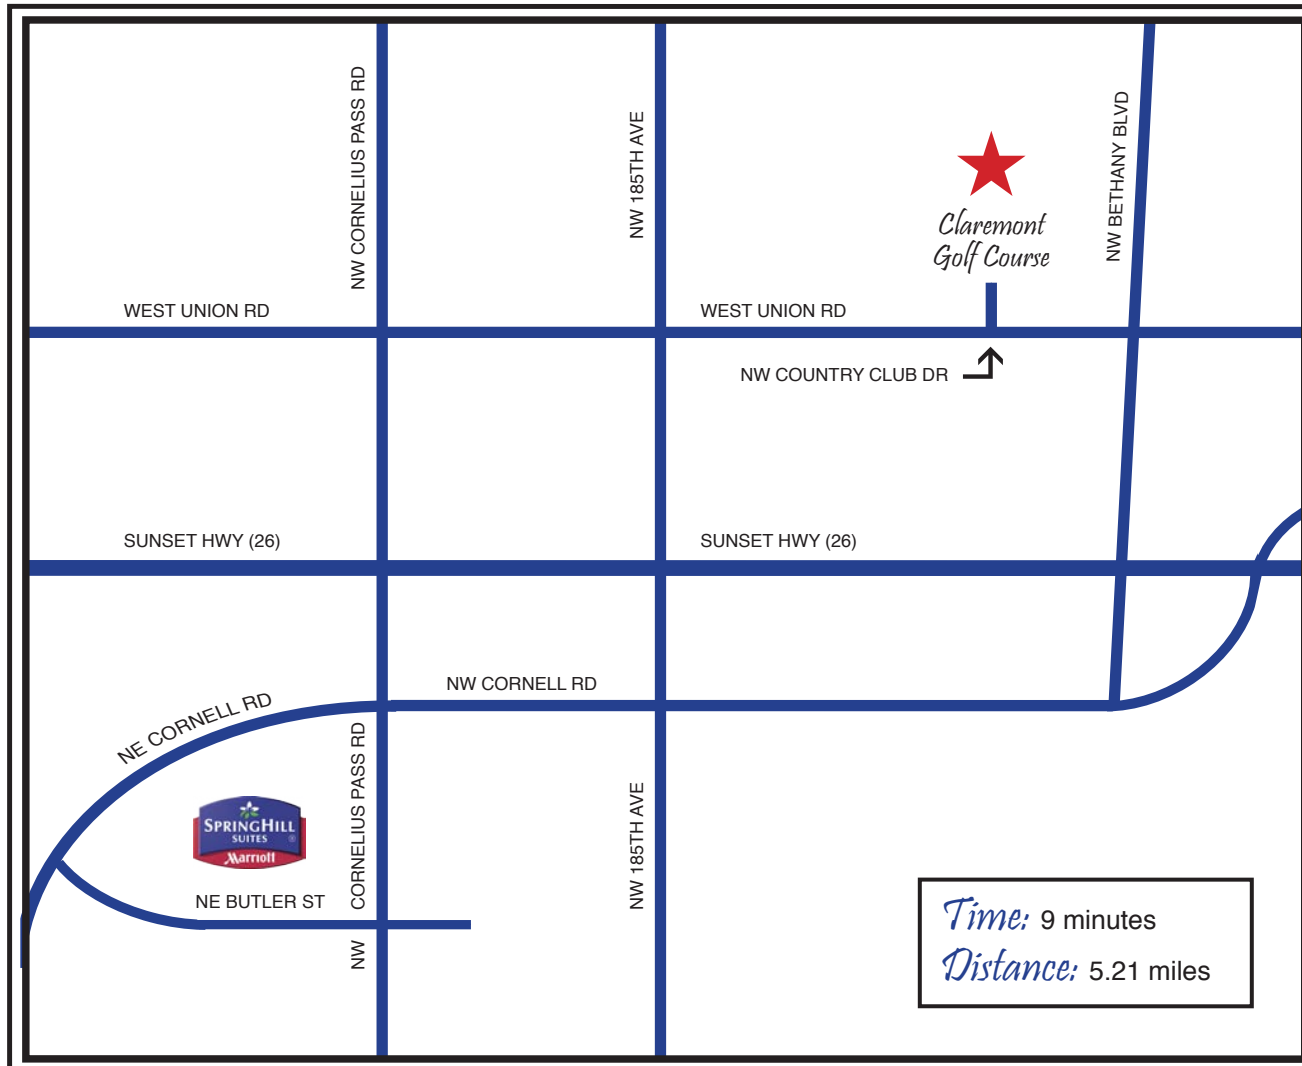 NW CORNELIUS PASS RD
NW 185TH AVE
NW BETHANY BLVD
Claremont
Golf Course
WEST UNION RD
WEST UNION RD
NW COUNTRY CLUB DR
SUNSET HWY (26)
SUNSET HWY (26)
NE CORNELL RD
NW CORNELL RD
NW CORNELIUS PASS RD
NW 185TH AVE
SPRINGHILL
SUITES ®
Marriott
NE BUTLER ST
Time: 9 minutes
Distance: 5.21 miles